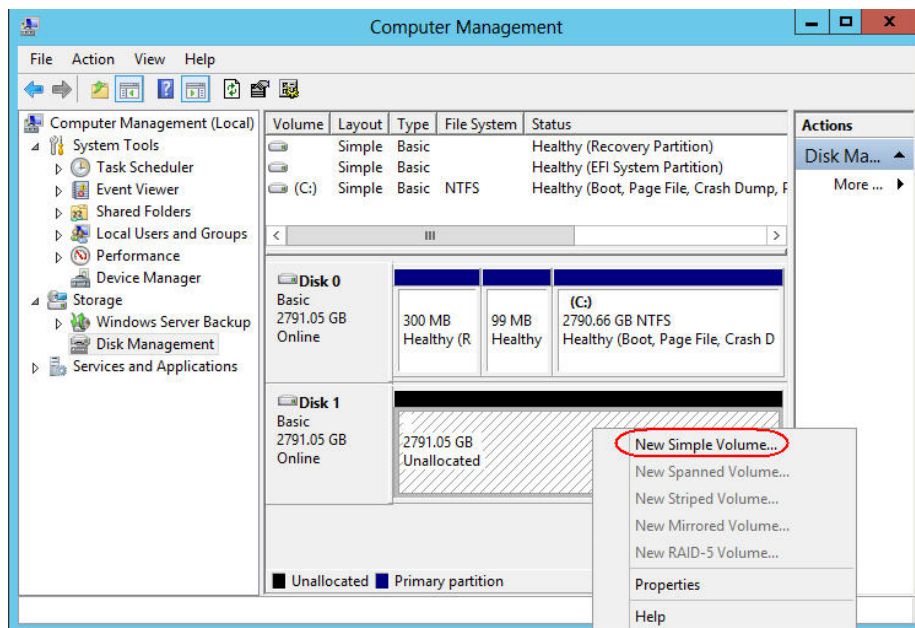 Computer Management
File Action View Help
Computer Management (Local)
System Tools
Task Scheduler
Event Viewer
Shared Folders
Local Users and Groups
Performance
Device Manager
Storage
Windows Server Backup
Disk Management
Services and Applications
Volume Layout Type File System Status
Simple Basic Healthy (Recovery Partition)
Simple Basic Healthy (EFI System Partition)
(C:) Simple Basic NTFS Healthy (Boot, Page File, Crash Dump, P
Disk 0
Basic
2791.05 GB
Online
300 MB
Healthy (R
99 MB
Healthy
(C:)
2790.66 GB NTFS
Healthy (Boot, Page File, Crash D
Disk 1
Basic
2791.05 GB
Online
2791.05 GB
Unallocated
Unallocated Primary partition
New Simple Volume...
New Spanned Volume...
New Striped Volume...
New Mirrored Volume...
New RAID-5 Volume...
Properties
Help
Actions
Disk Ma...
More ...